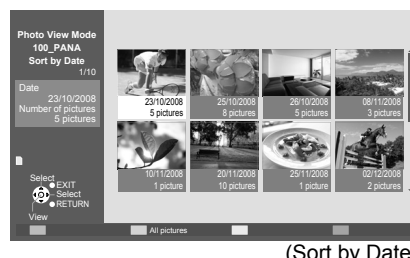 Photo View Mode
100_PANA
Sort by Date
1/10
Date
23/10/2008
Number of pictures
5 pictures
Select
EXIT
Select
RETURN
View
23/10/2008
5 pictures
25/10/2008
8 pictures
26/10/2008
5 pictures
08/11/2008
3 pictures
10/11/2008
1 picture
20/11/2008
10 pictures
25/11/2008
1 picture
02/12/2008
2 pictures
All pictures
(Sort by Date